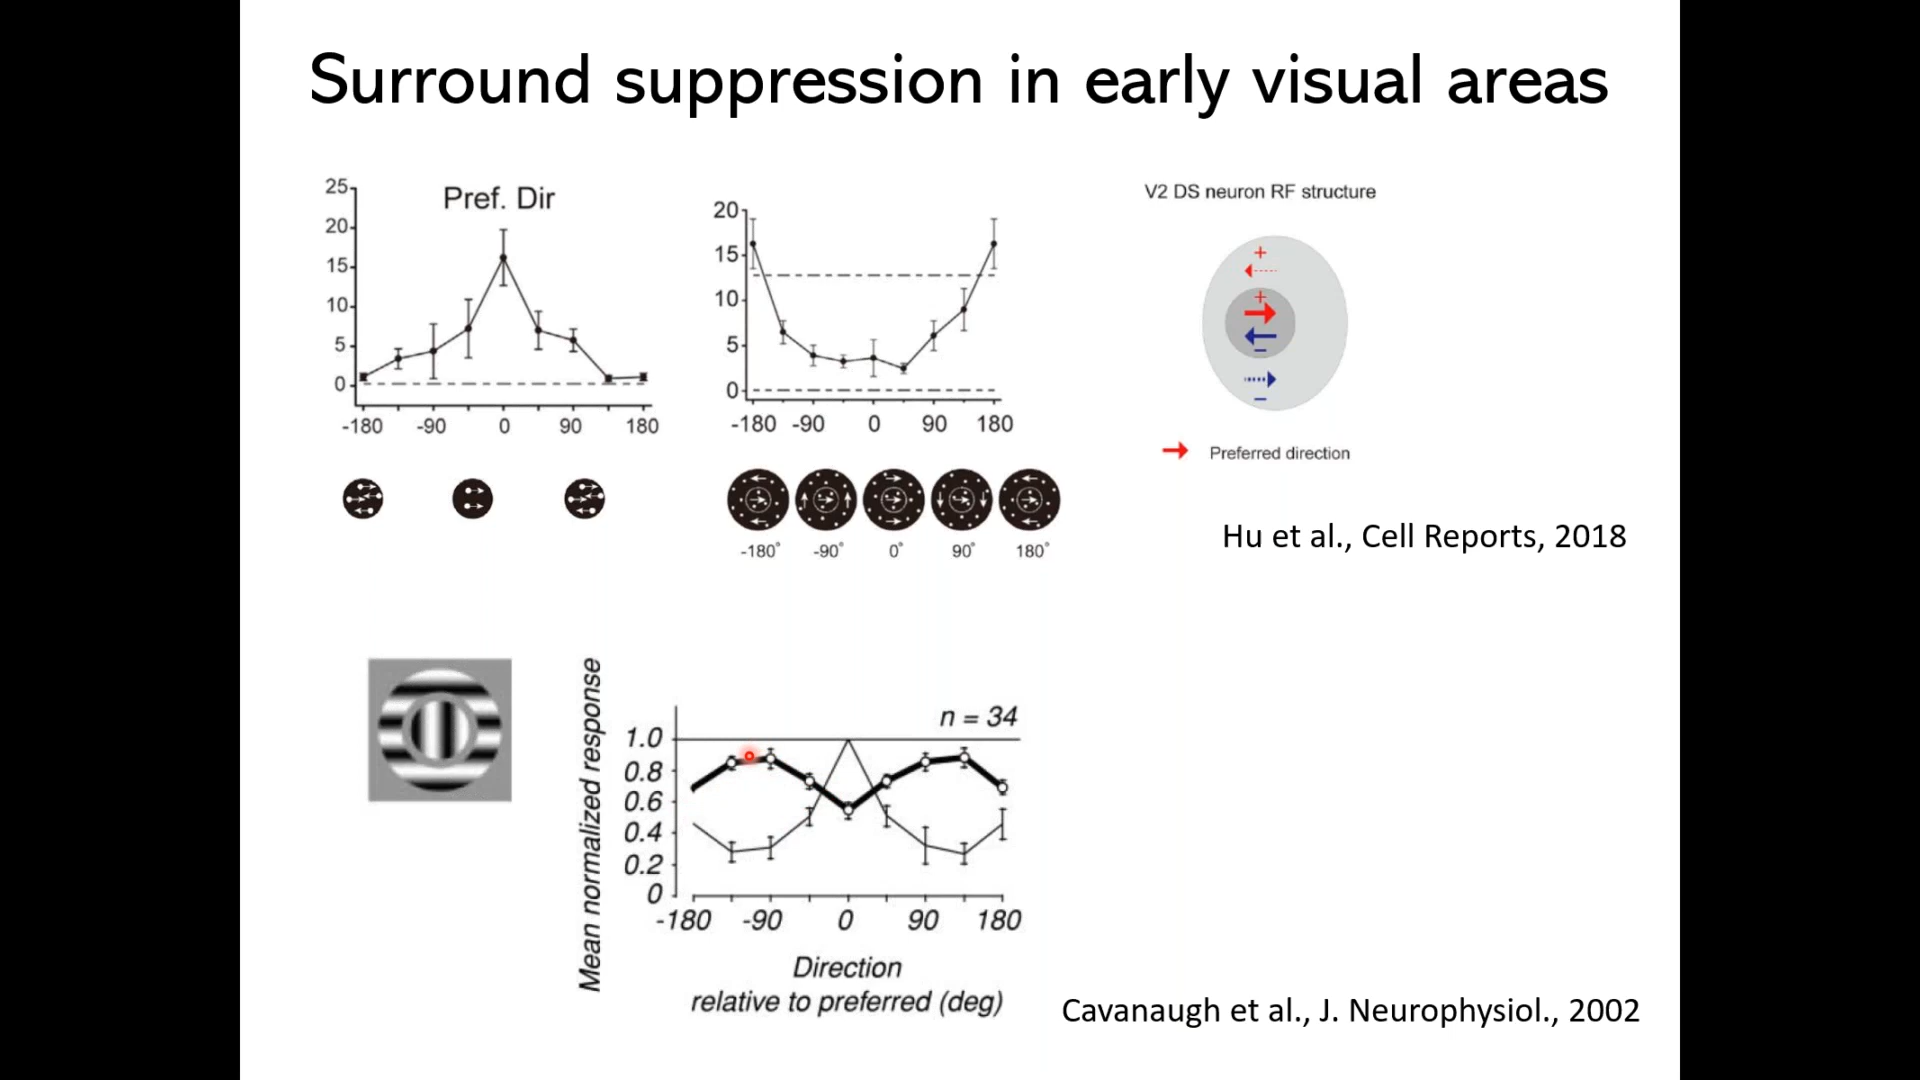 Surround suppression in early visual areas
Pref. Dir
25
20
15
10
5
0
-180 -90 0 90 180
20
15
10
5
0
-180 -90 0 90 180
-180° -90° 0° 90° 180°
V2 DS neuron RF structure
+
+
−
−
Preferred direction
Hu et al., Cell Reports, 2018
Mean normalized response
n = 34
1.0
0.8
0.6
0.4
0.2
0
-180 -90 0 90 180
Direction
relative to preferred (deg)
Cavanaugh et al., J. Neurophysiol., 2002